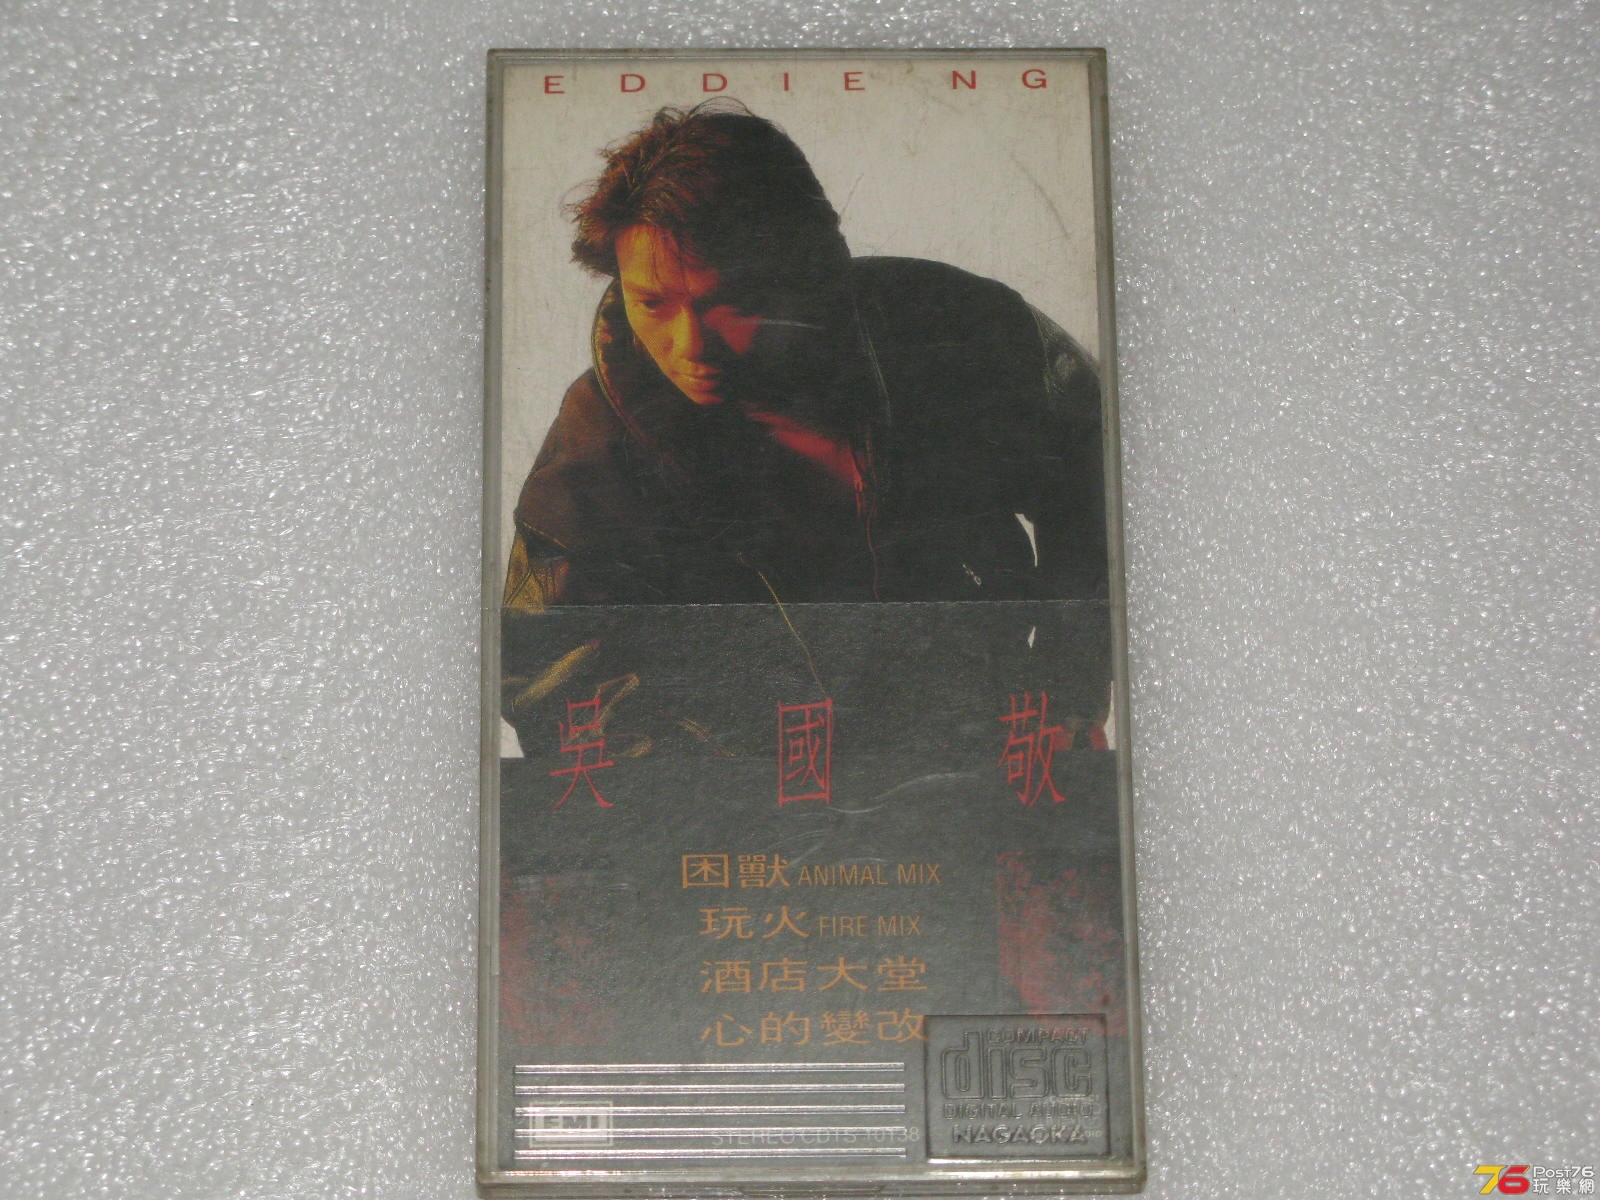 EDDIE NG
吳國敬
困獸 ANIMAL MIX
玩火 FIRE MIX
酒店大堂
心的變改
COMPACT
disc
DIGITAL AUDIO
NAGAOKA
EMI
STEREO CDTS-10138
76 Post76
玩樂網